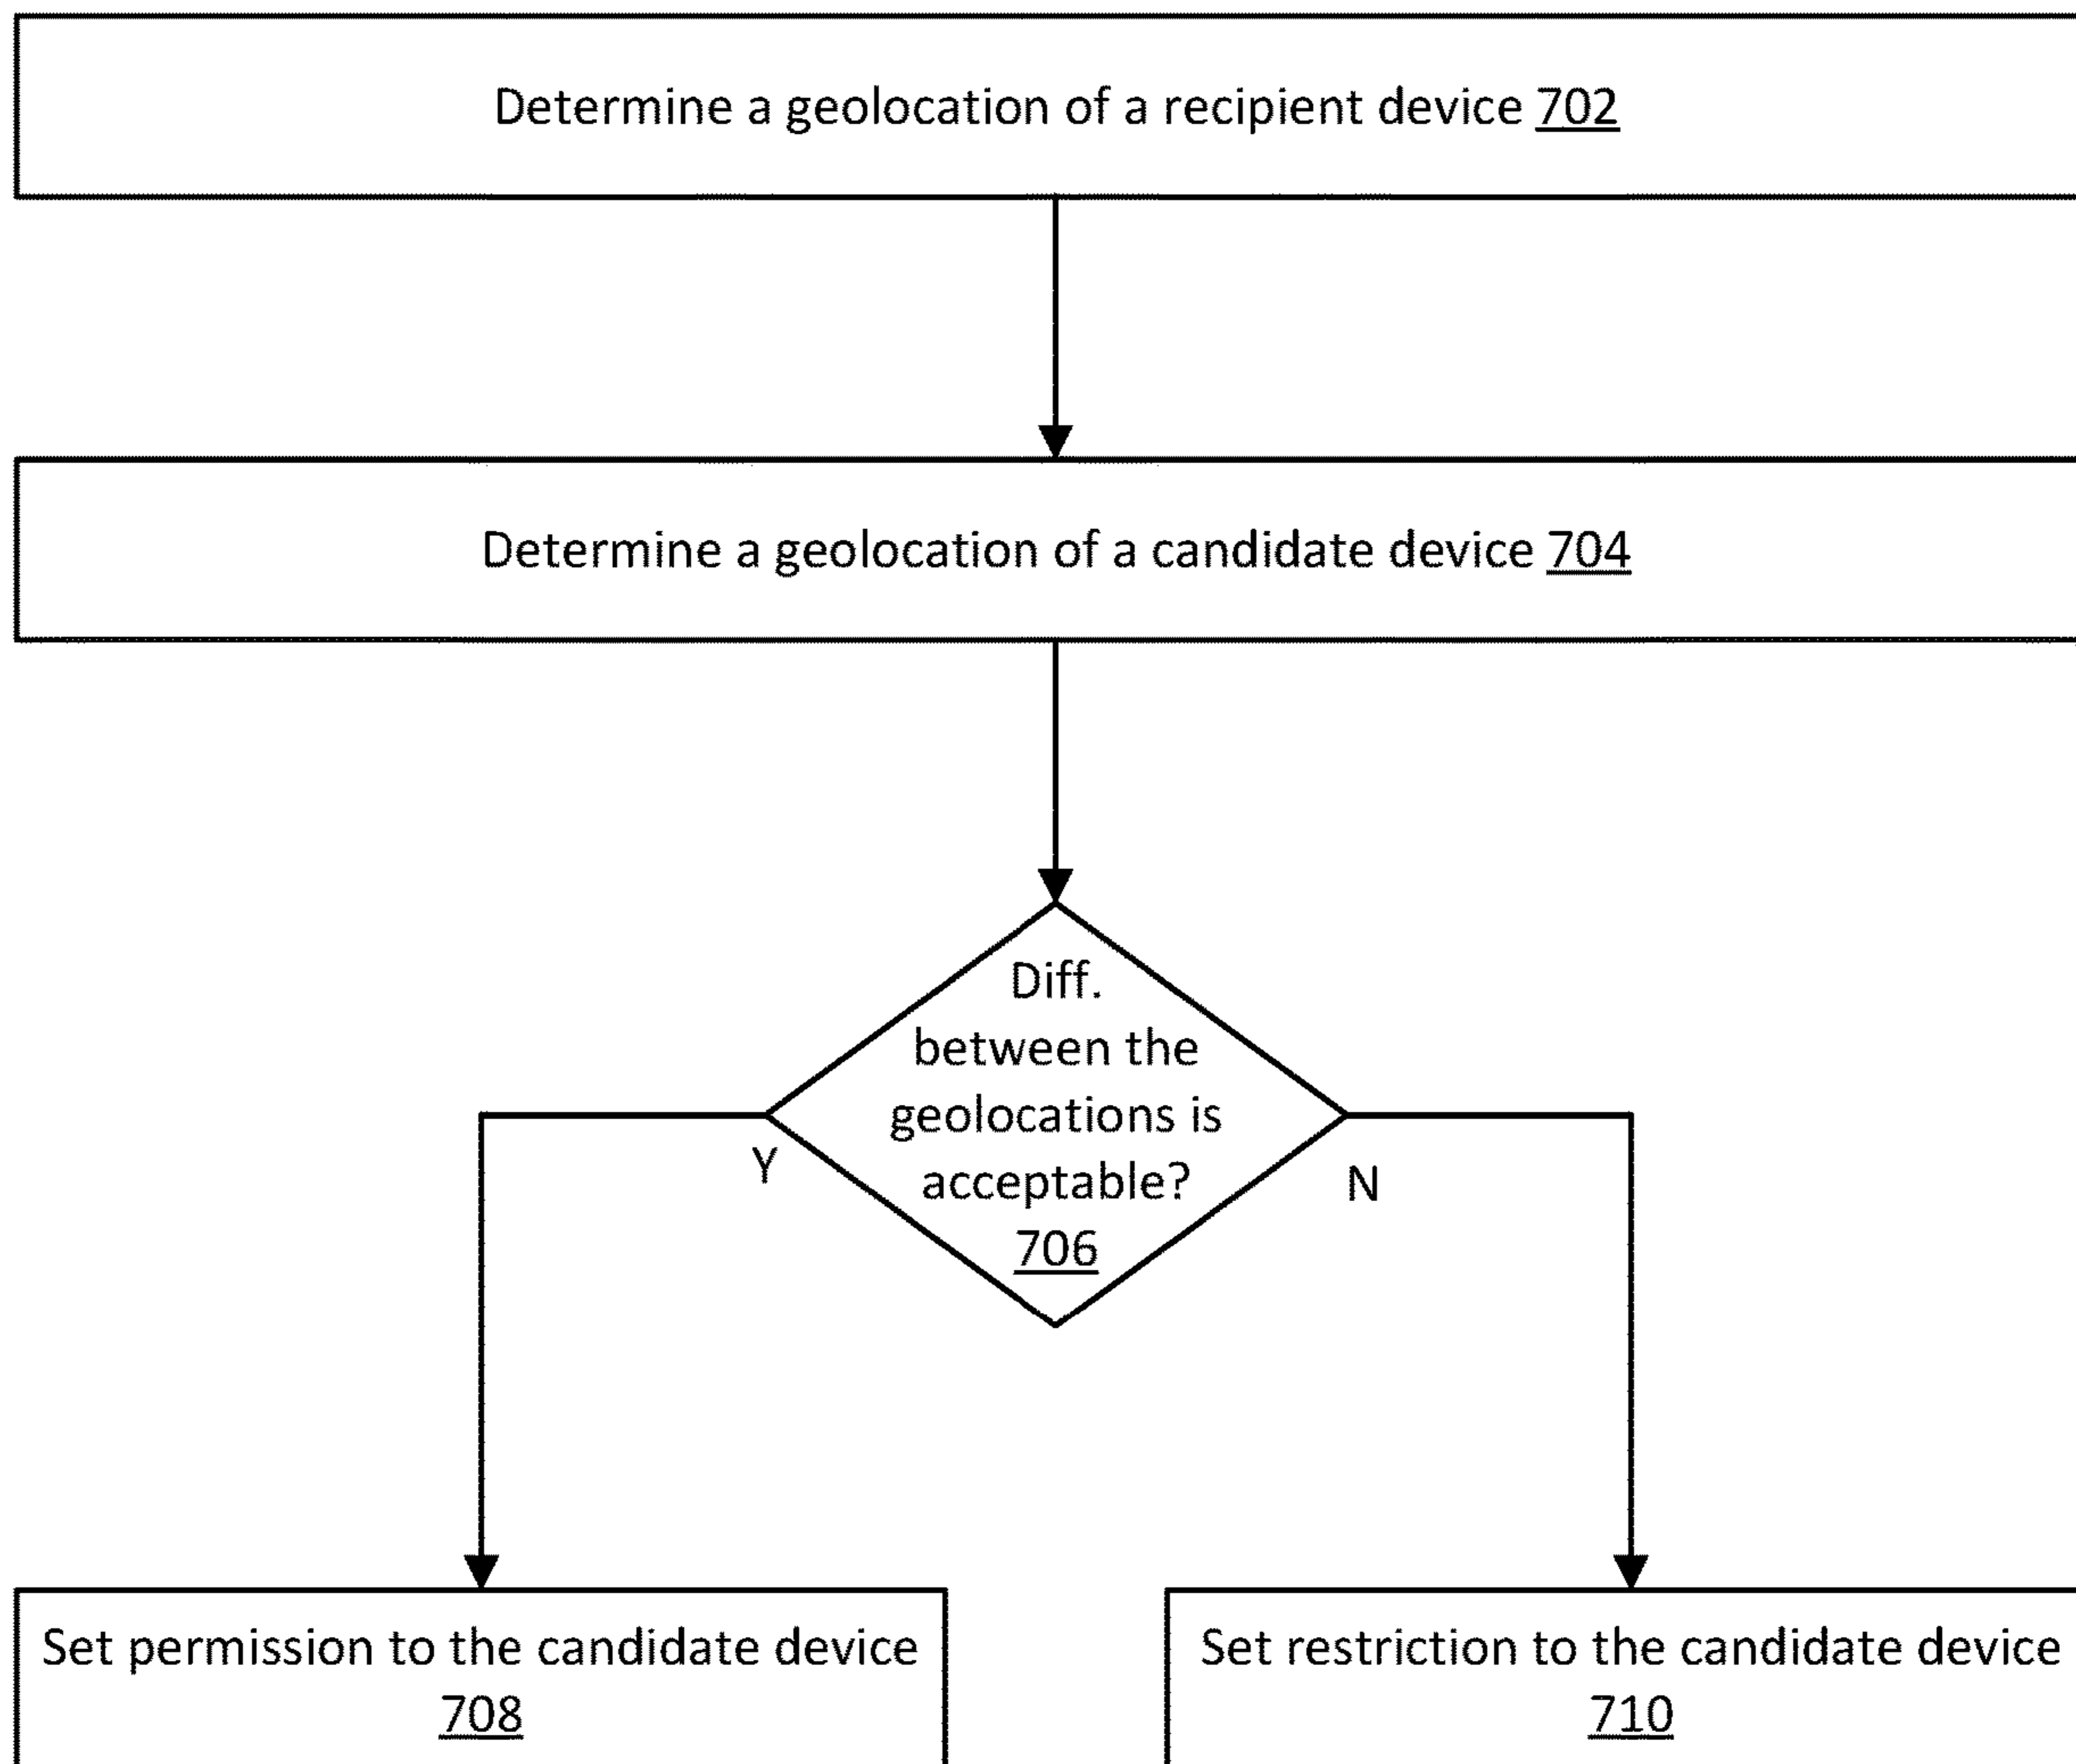 Determine a geolocation of a recipient device 702
Determine a geolocation of a candidate device 704
Diff.
between the
geolocations is
acceptable?
706
Y
N
Set permission to the candidate device
708
Set restriction to the candidate device
710